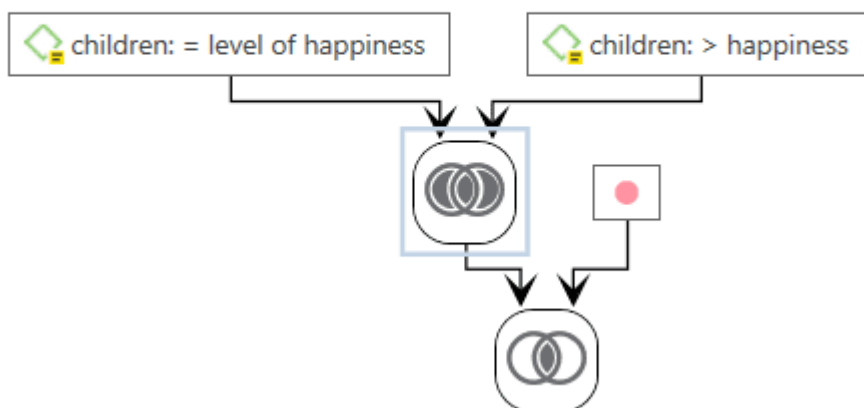 children: = level of happiness
children: > happiness